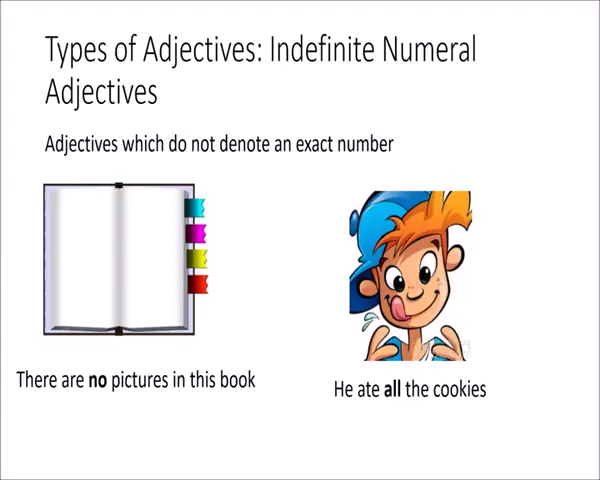 Types of Adjectives: Indefinite Numeral
Adjectives
Adjectives which do not denote an exact number
There are no pictures in this book
He ate all the cookies